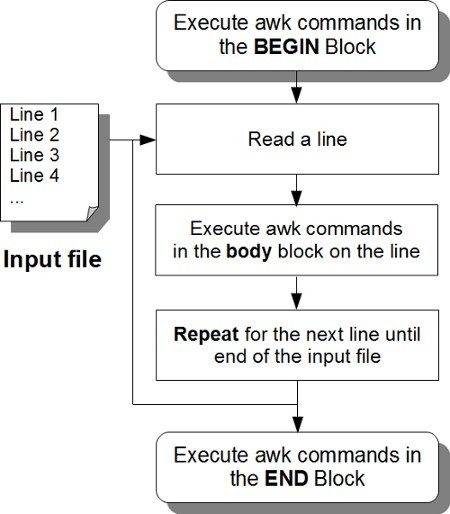 Execute awk commands in
the BEGIN Block
Line 1
Line 2
Line 3
Line 4
...
Input file
Read a line
Execute awk commands
in the body block on the line
Repeat for the next line until
end of the input file
Execute awk commands in
the END Block